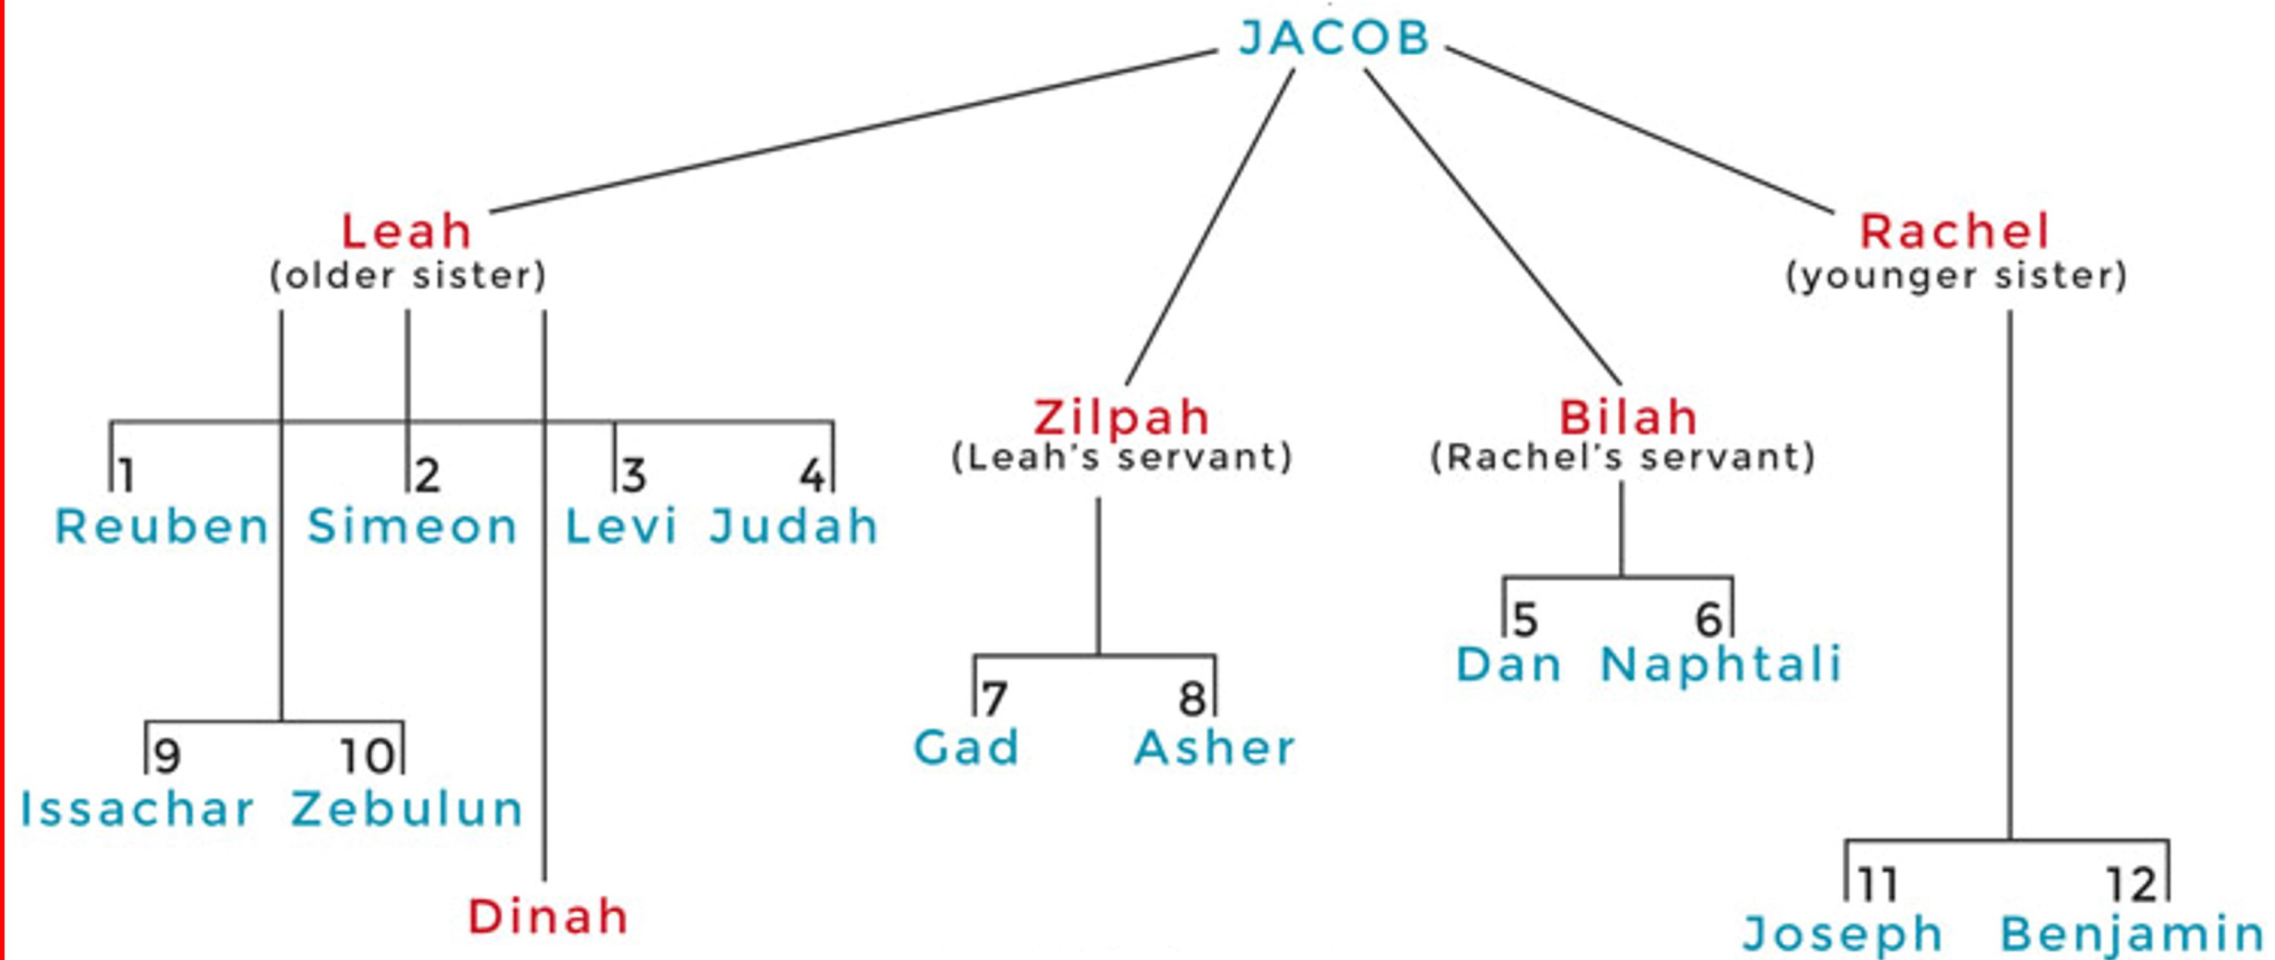 JACOB
Leah
(older sister)
Rachel
(younger sister)
Zilpah
(Leah's servant)
Bilah
(Rachel's servant)
1 2 3 4
Reuben Simeon Levi Judah
5 6
Dan Naphtali
7 8
Gad Asher
9 10
Issachar Zebulun
Dinah
11 12
Joseph Benjamin